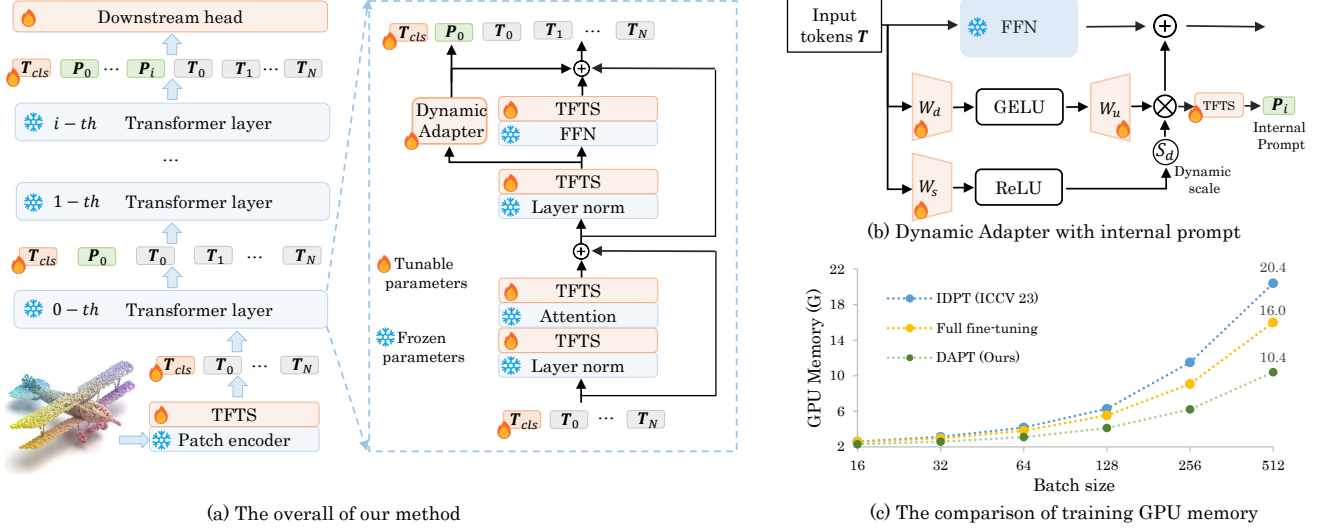 Downstream head
T_cls P_0 ... P_i T_0 T_1 ... T_N
i − th Transformer layer
...
1 − th Transformer layer
T_cls P_0 T_0 T_1 ... T_N
0 − th Transformer layer
T_cls T_0 ... T_N
TFTS
Patch encoder
T_cls P_0 T_0 T_1 ... T_N
Dynamic
Adapter
TFTS
FFN
TFTS
Layer norm
Tunable
parameters
TFTS
Attention
Frozen
parameters
TFTS
Layer norm
T_cls T_0 ... T_N
(a) The overall of our method
Input
tokens T
FFN
W_d GELU W_u TFTS P_i
Internal
Prompt
S_d
Dynamic
scale
W_s ReLU
(b) Dynamic Adapter with internal prompt
GPU Memory (G)
22
18
14
10
6
2
IDPT (ICCV 23)
Full fine-tuning
DAPT (Ours)
20.4
16.0
10.4
16 32 64 128 256 512
Batch size
(c) The comparison of training GPU memory